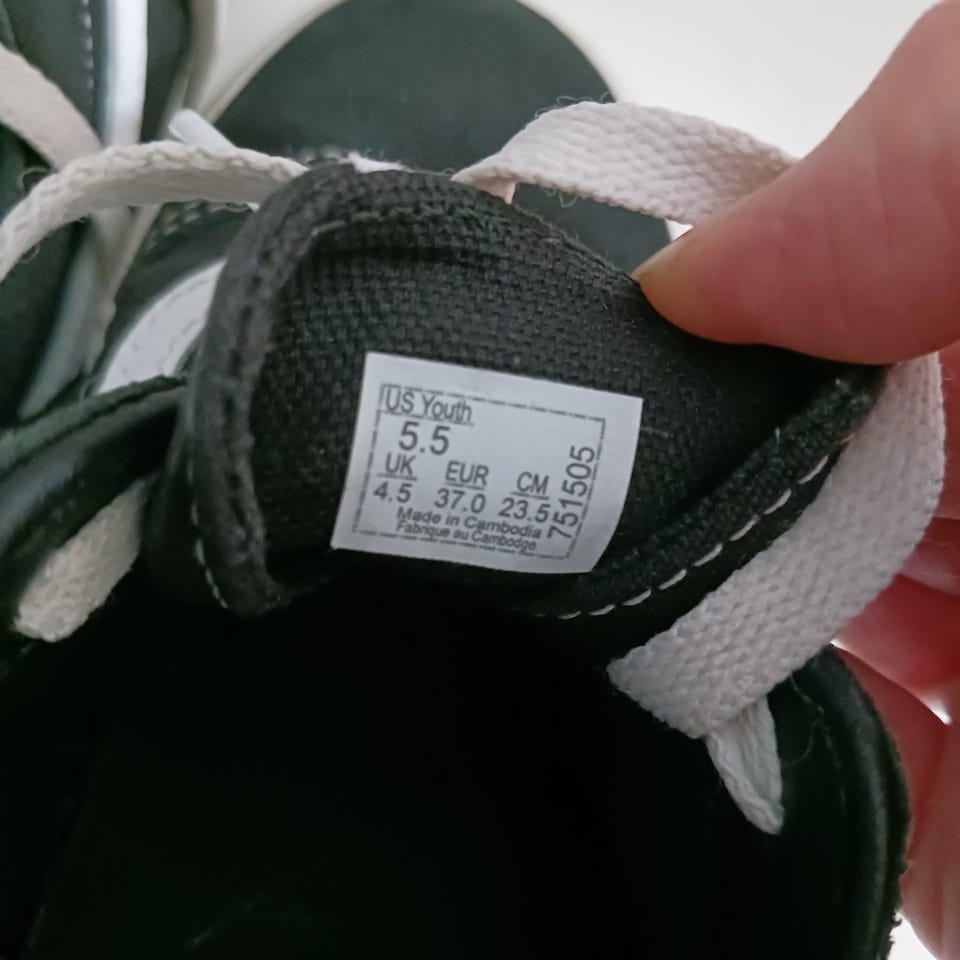 US Youth
5.5
UK EUR CM
4.5 37.0 23.5
Made in Cambodia
Fabrique au Cambodge
751505